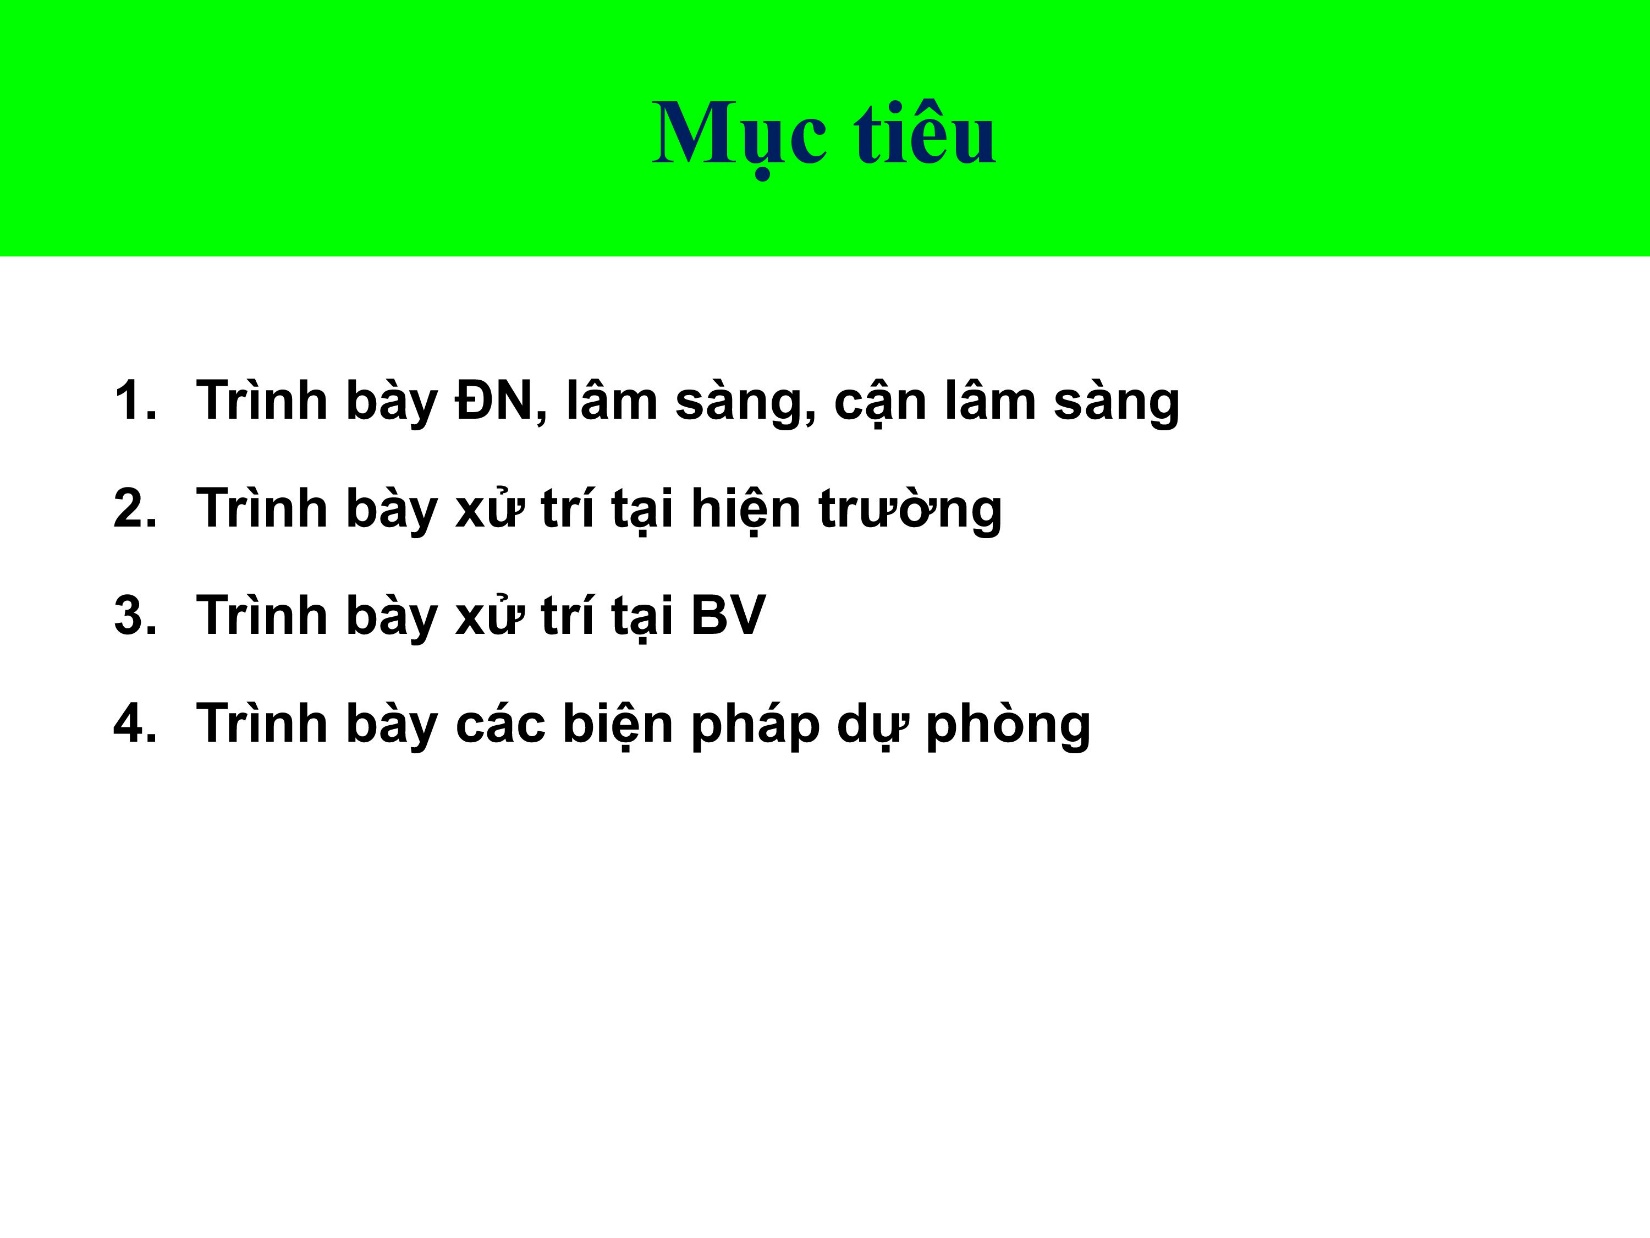 Mục tiêu
1. Trình bày ĐN, lâm sàng, cận lâm sàng
2. Trình bày xử trí tại hiện trường
3. Trình bày xử trí tại BV
4. Trình bày các biện pháp dự phòng